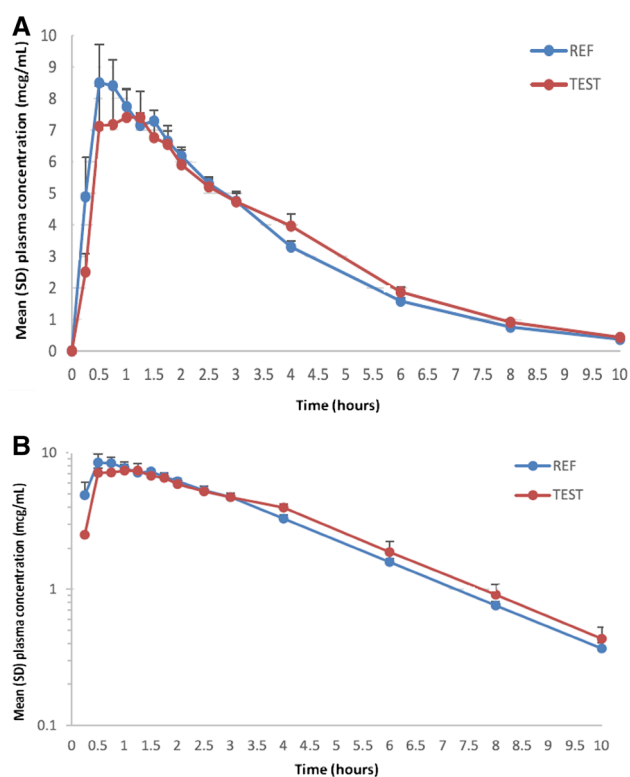 A
Mean (SD) plasma concentration (mcg/mL)
10
9
8
7
6
5
4
3
2
1
0
REF
TEST
0 0.5 1 1.5 2 2.5 3 3.5 4 4.5 5 5.5 6 6.5 7 7.5 8 8.5 9 9.5 10
Time (hours)
B
Mean (SD) plasma concentration (mcg/mL)
10
1
0.1
REF
TEST
0 0.5 1 1.5 2 2.5 3 3.5 4 4.5 5 5.5 6 6.5 7 7.5 8 8.5 9 9.5 10
Time (hours)